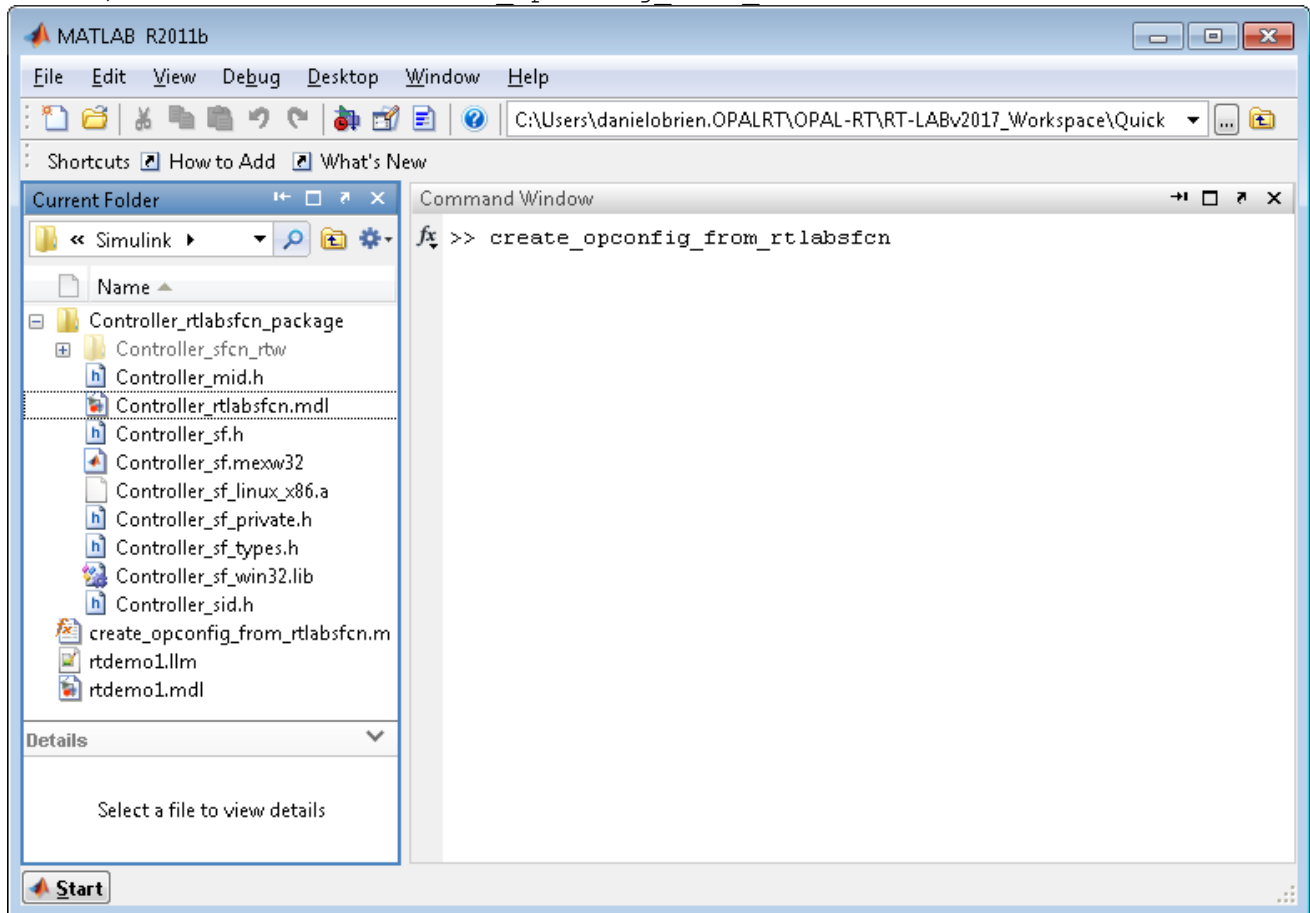 MATLAB R2011b
File Edit View Debug Desktop Window Help
C:\Users\danielobrien.OPALRT\OPAL-RT\RT-LABv2017_Workspace\Quick
Shortcuts How to Add What's New
Current Folder
Command Window
« Simulink
fx >> create_opconfig_from_rtlabsfcn
Name
Controller_rtlabsfcn_package
Controller_sfcn_rtw
Controller_mid.h
Controller_rtlabsfcn.mdl
Controller_sf.h
Controller_sf.mexw32
Controller_sf_linux_x86.a
Controller_sf_private.h
Controller_sf_types.h
Controller_sf_win32.lib
Controller_sid.h
create_opconfig_from_rtlabsfcn.m
rtdemo1.llm
rtdemo1.mdl
Details
Select a file to view details
Start